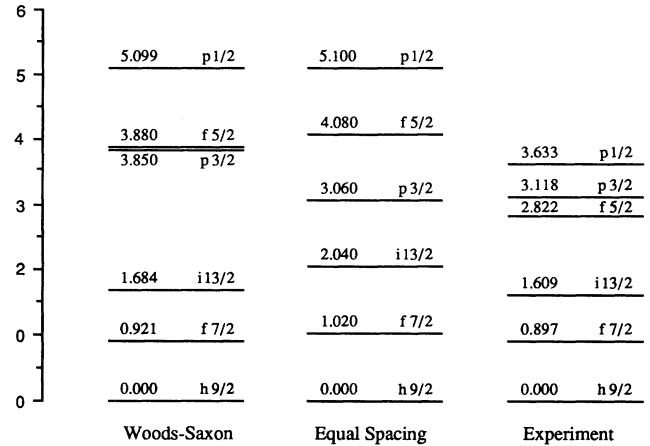 6
5
4
3
2
0
0
5.099 p1/2
3.880 f5/2
3.850 p3/2
1.684 i13/2
0.921 f7/2
0.000 h9/2
Woods-Saxon
5.100 p1/2
4.080 f5/2
3.060 p3/2
2.040 i13/2
1.020 f7/2
0.000 h9/2
Equal Spacing
3.633 p1/2
3.118 p3/2
2.822 f5/2
1.609 i13/2
0.897 f7/2
0.000 h9/2
Experiment